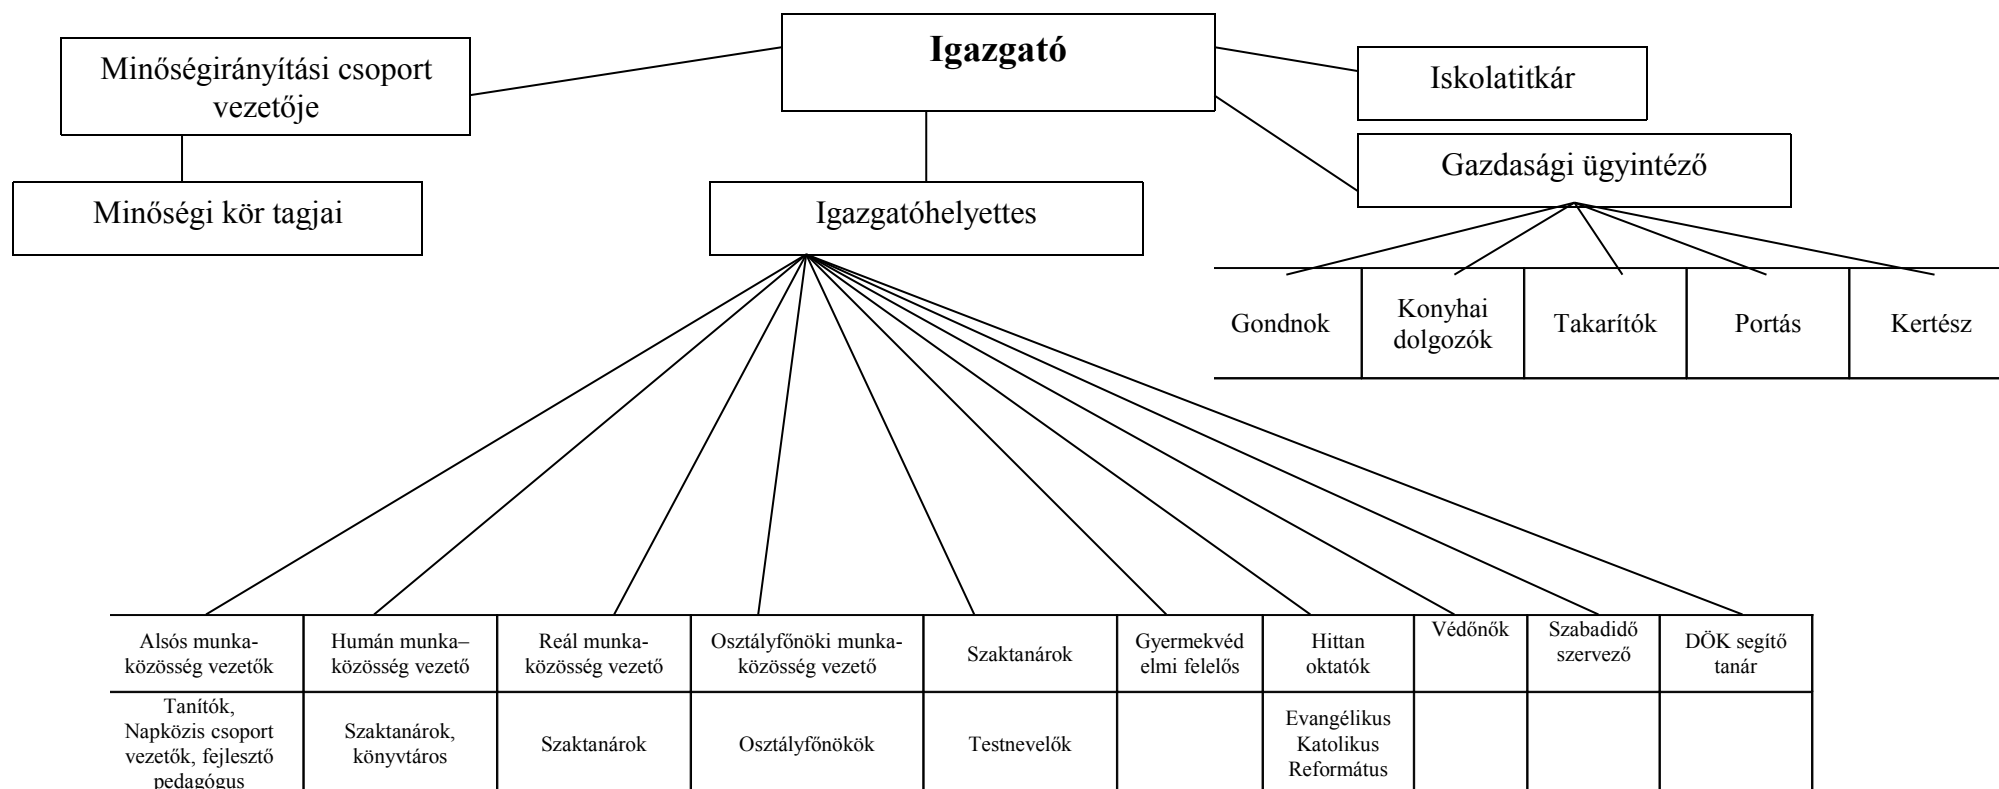 Igazgató
Minőségirányítási csoport
vezetője
Iskolatitkár
Gazdasági ügyintéző
Minőségi kör tagjai
Igazgatóhelyettes
Gondnok
Konyhai
dolgozók
Takarítók
Portás
Kertész
Alsós munka-
közösség vezetők
Humán munka–
közösség vezető
Reál munka-
közösség vezető
Osztályfőnöki munka-
közösség vezető
Szaktanárok
Gyermekvéd
elmi felelős
Hittan
oktatók
Védőnők
Szabadidő
szervező
DÖK segítő
tanár
Tanítók,
Napközis csoport
vezetők, fejlesztő
pedagógus
Szaktanárok,
könyvtáros
Szaktanárok
Osztályfőnökök
Testnevelők
Evangélikus
Katolikus
Református